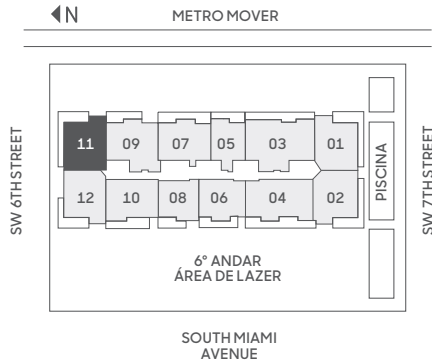 N
METRO MOVER
SW 6TH STREET
11
09
07
05
03
01
12
10
08
06
04
02
PISCINA
SW 7TH STREET
6º ANDAR
ÁREA DE LAZER
SOUTH MIAMI
AVENUE